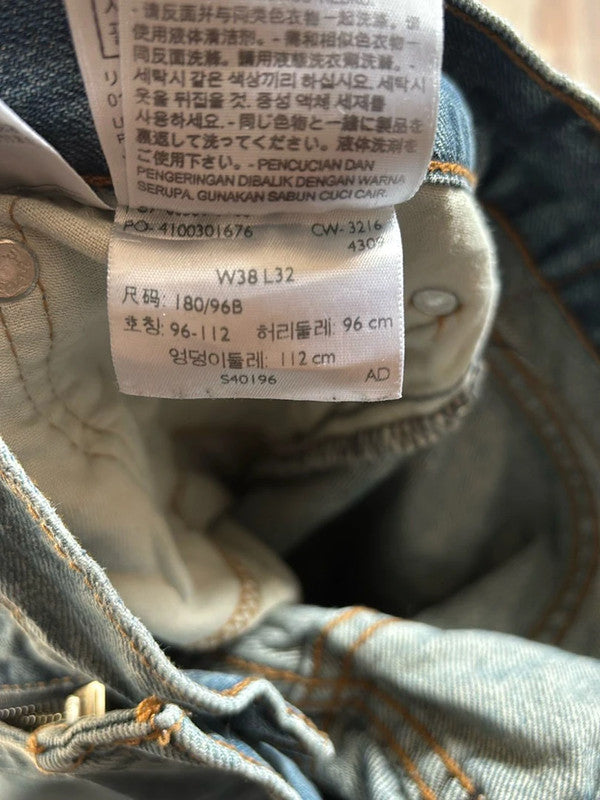 请反面并与同类色衣物一起洗涤。
使用液体清洁剂。 - 需和相似色衣物一
同反面洗滌。請用液態洗衣劑洗滌。 -
세탁시 같은 색상끼리 하십시요. 세탁시
옷을 뒤집을 것. 중성 액체 세제를
사용하세요. - 同じ色物と一緒に製品を
裏返して洗ってください。液体洗剤をご
使用下さい。 - PENCUCIAN DAN
PENGERINGAN DIBALIK DENGAN WARNA
SERUPA. GUNAKAN SABUN CUCI CAIR.
PO- 4100301676 CW- 3216
4309
W38 L32
尺码: 180/96B
호칭: 96-112 허리둘레: 96 cm
엉덩이둘레: 112 cm
S40196 AD